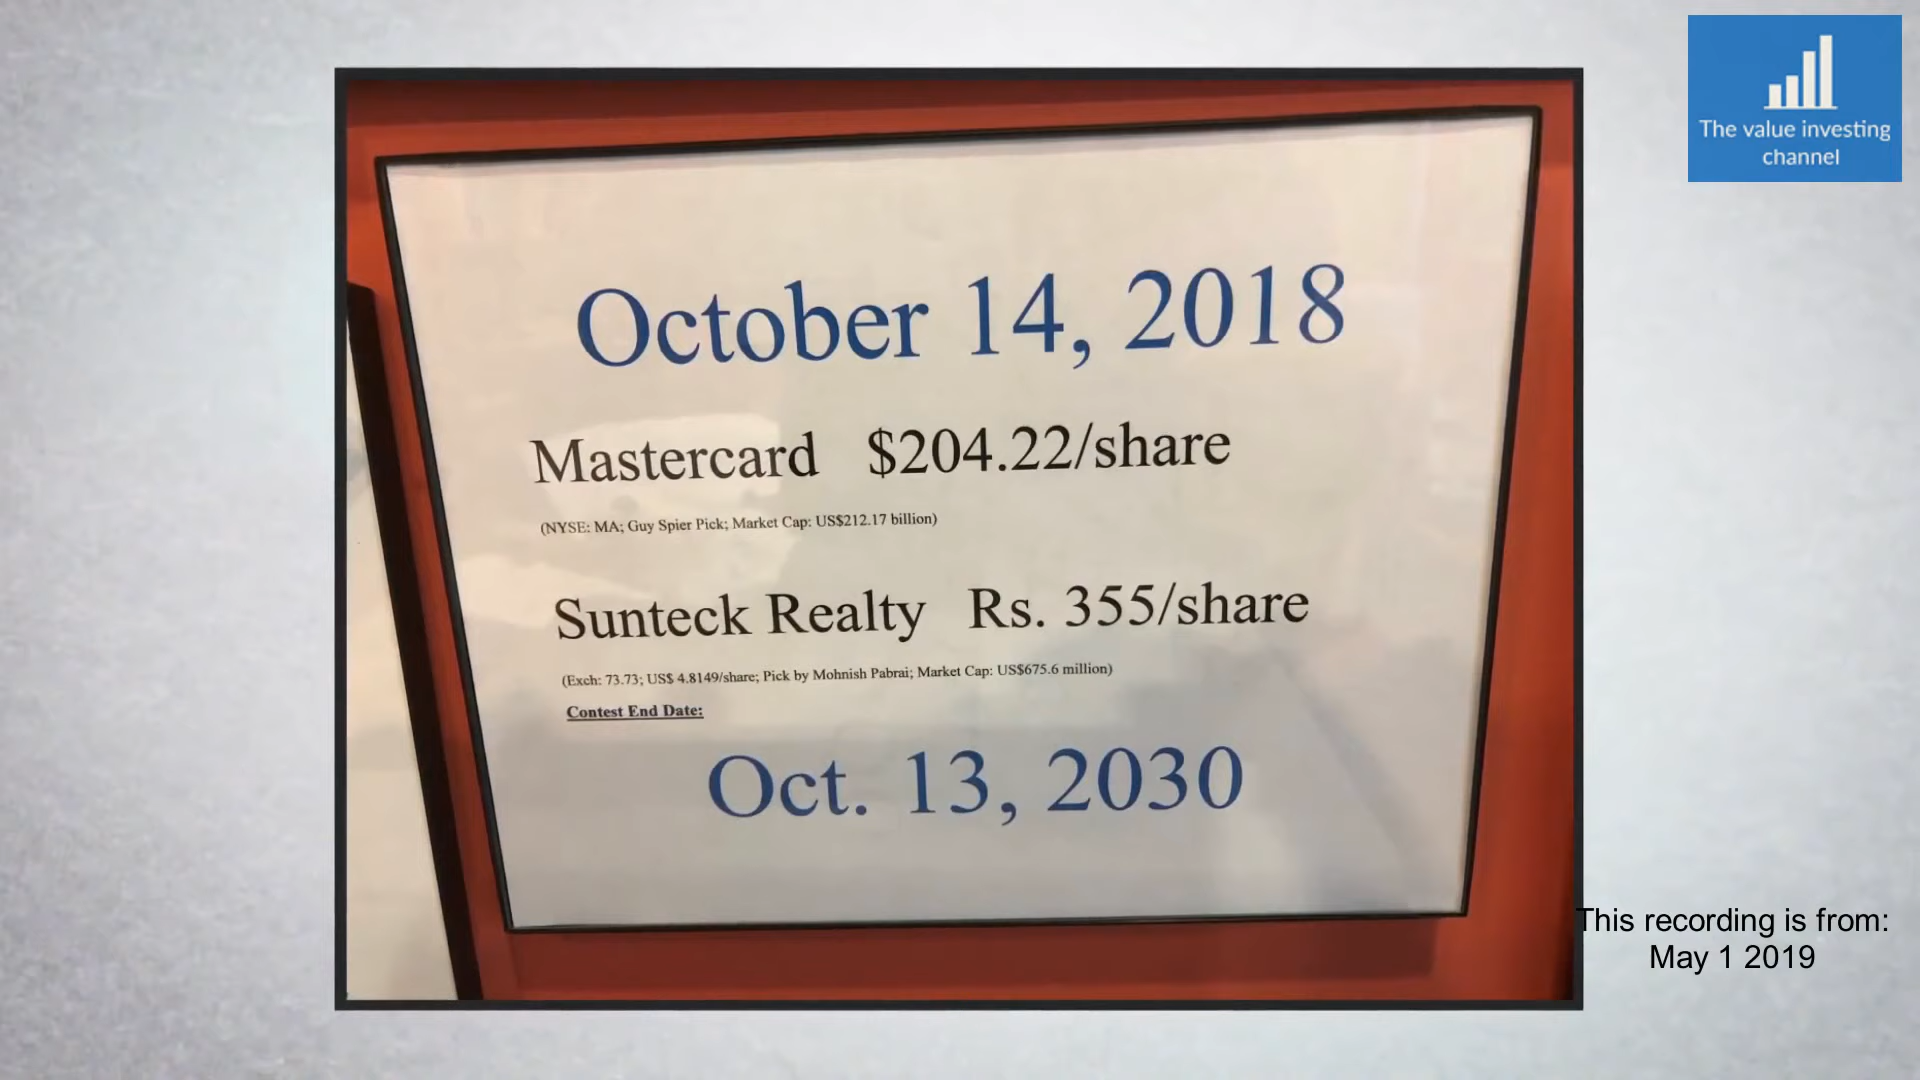 The value investing
channel
October 14, 2018
Mastercard $204.22/share
(NYSE: MA; Guy Spier Pick; Market Cap: US$212.17 billion)
Sunteck Realty Rs. 355/share
(Exch: 73.73; US$ 4.8149/share; Pick by Mohnish Pabrai; Market Cap: US$675.6 million)
Contest End Date:
Oct. 13, 2030
This recording is from:
May 1 2019